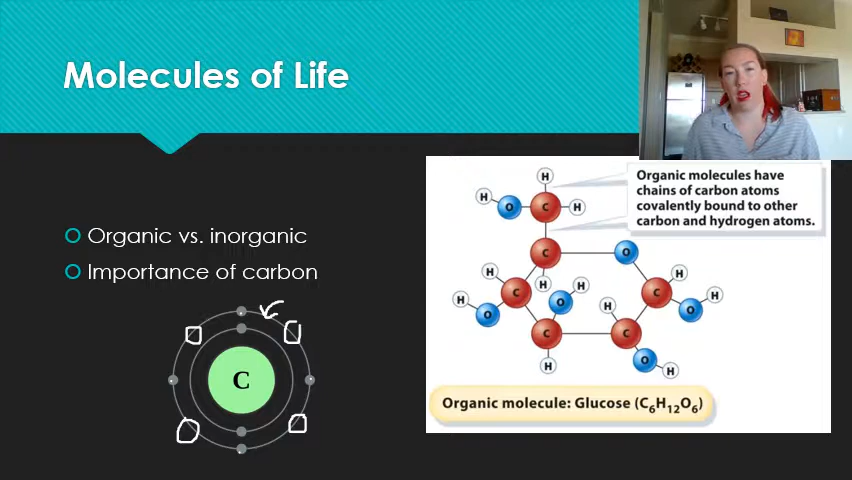 Molecules of Life
Organic vs. inorganic
Importance of carbon
C
Organic molecules have
chains of carbon atoms
covalently bound to other
carbon and hydrogen atoms.
H
H
O
C
H
C
O
H
H
H
C
H
O
H
C
H
H
O
O
H
C
C
O
H
H
Organic molecule: Glucose (C₆H₁₂O₆)